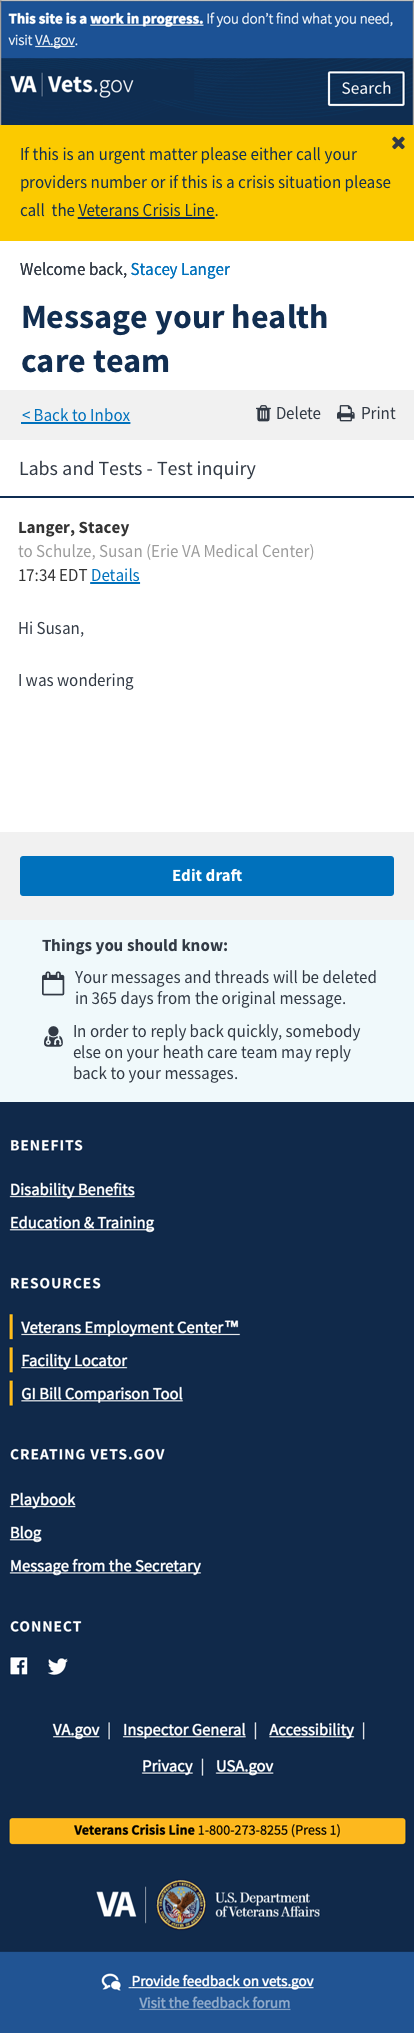 This site is a work in progress. If you don't find what you need,
visit VA.gov.
VA | Vets.gov
Search
If this is an urgent matter please either call your
providers number or if this is a crisis situation please
call the Veterans Crisis Line.
Welcome back, Stacey Langer
Message your health
care team
< Back to Inbox
Delete
Print
Labs and Tests - Test inquiry
Langer, Stacey
to Schulze, Susan (Erie VA Medical Center)
17:34 EDT Details
Hi Susan,
I was wondering
Edit draft
Things you should know:
Your messages and threads will be deleted
in 365 days from the original message.
In order to reply back quickly, somebody
else on your heath care team may reply
back to your messages.
BENEFITS
Disability Benefits
Education & Training
RESOURCES
Veterans Employment Center™
Facility Locator
GI Bill Comparison Tool
CREATING VETS.GOV
Playbook
Blog
Message from the Secretary
CONNECT
VA.gov | Inspector General | Accessibility |
Privacy | USA.gov
Veterans Crisis Line 1-800-273-8255 (Press 1)
VA
U.S. Department
of Veterans Affairs
Provide feedback on vets.gov
Visit the feedback forum